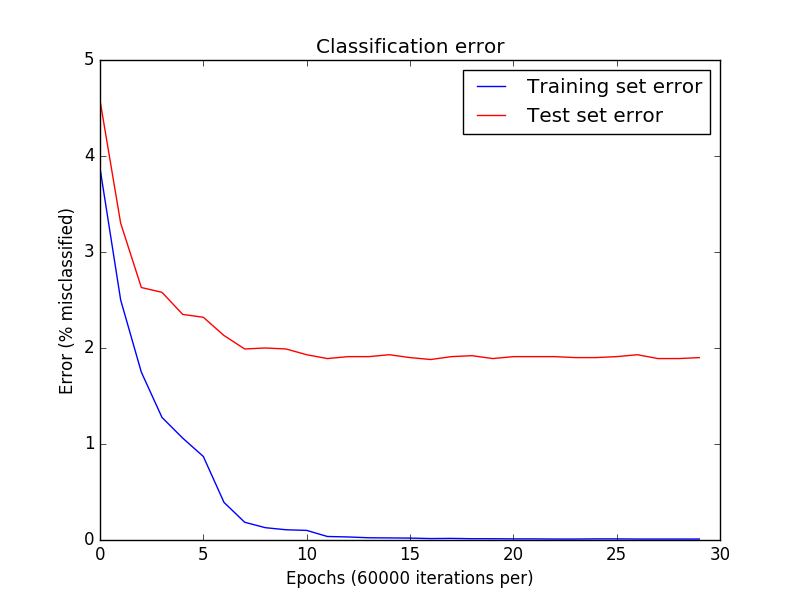 Classification error
Training set error
Test set error
Error (% misclassified)
5
4
3
2
1
0
0 5 10 15 20 25 30
Epochs (60000 iterations per)